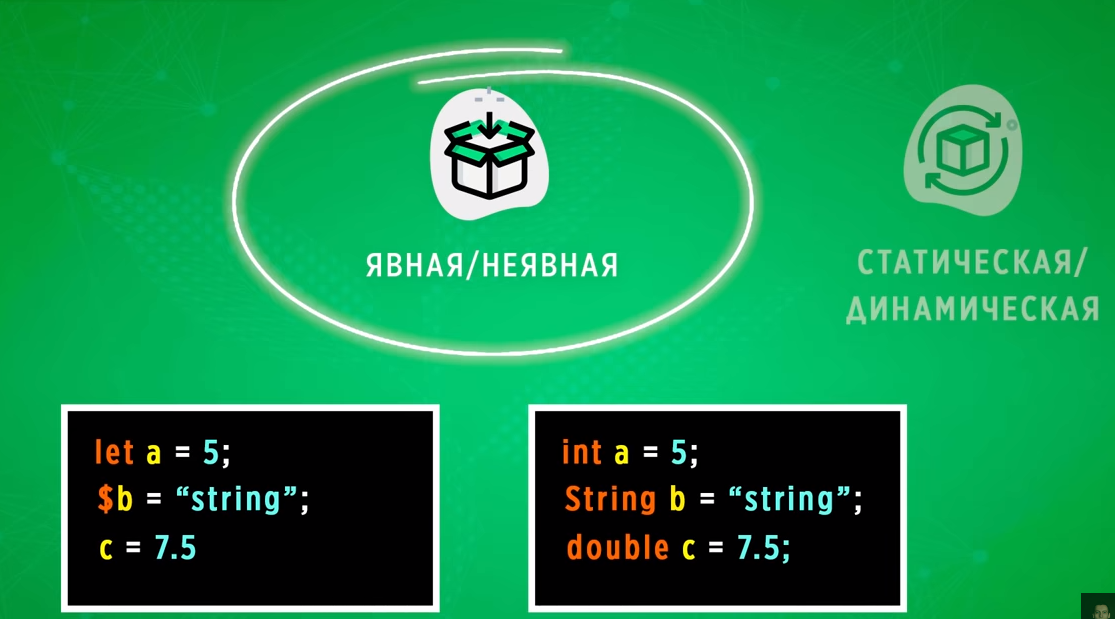 ЯВНАЯ/НЕЯВНАЯ
СТАТИЧЕСКАЯ/
ДИНАМИЧЕСКАЯ
let a = 5;
$b = “string”;
c = 7.5
int a = 5;
String b = “string”;
double c = 7.5;